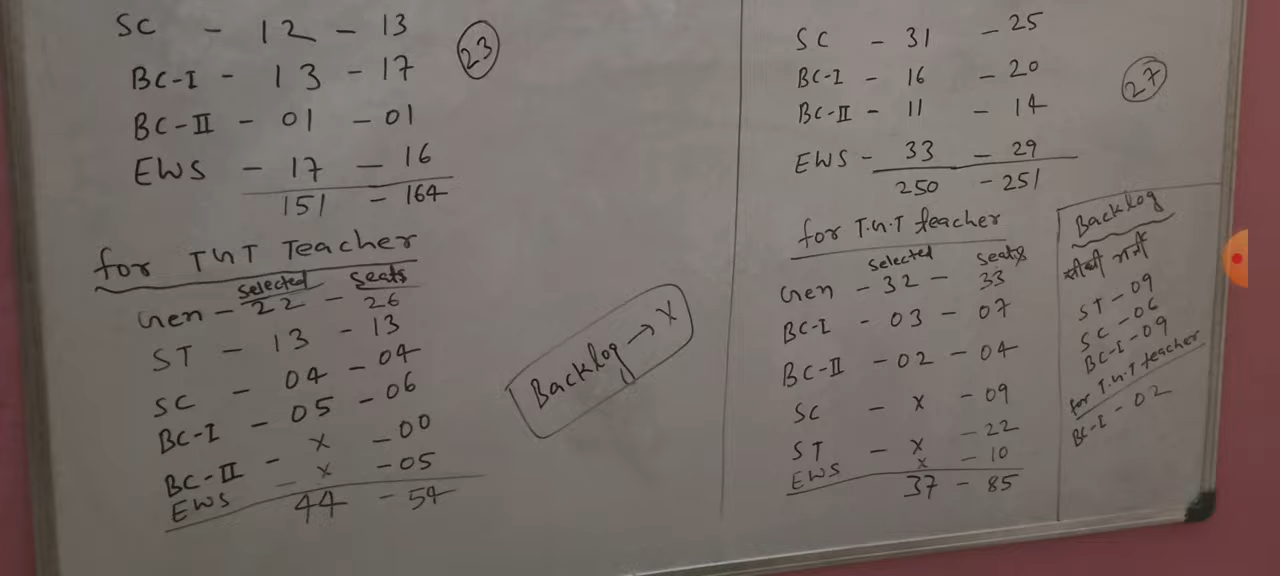 SC - 12 - 13
BC-I - 13 - 17
23
BC-II - 01 - 01
EWS - 17 - 16
151 - 164
for TnT Teacher
selected seats
Gen - 22 - 26
ST - 13 - 13
SC - 04 - 04
BC-I - 05 - 06
BC-II - x - 00
EWS - x - 05
44 - 54
Backlog → X
SC - 31 - 25
BC-I - 16 - 20
27
BC-II - 11 - 14
EWS - 33 - 29
250 - 251
for T.n.T teacher
selected seats
Gen - 32 - 33
BC-I - 03 - 07
BC-II - 02 - 04
SC - x - 09
ST - x - 22
EWS x - 10
37 - 85
Backlog
सीधी भर्ती
ST - 09
SC - 06
BC-I - 09
for T.n.T teacher
BC-I - 02